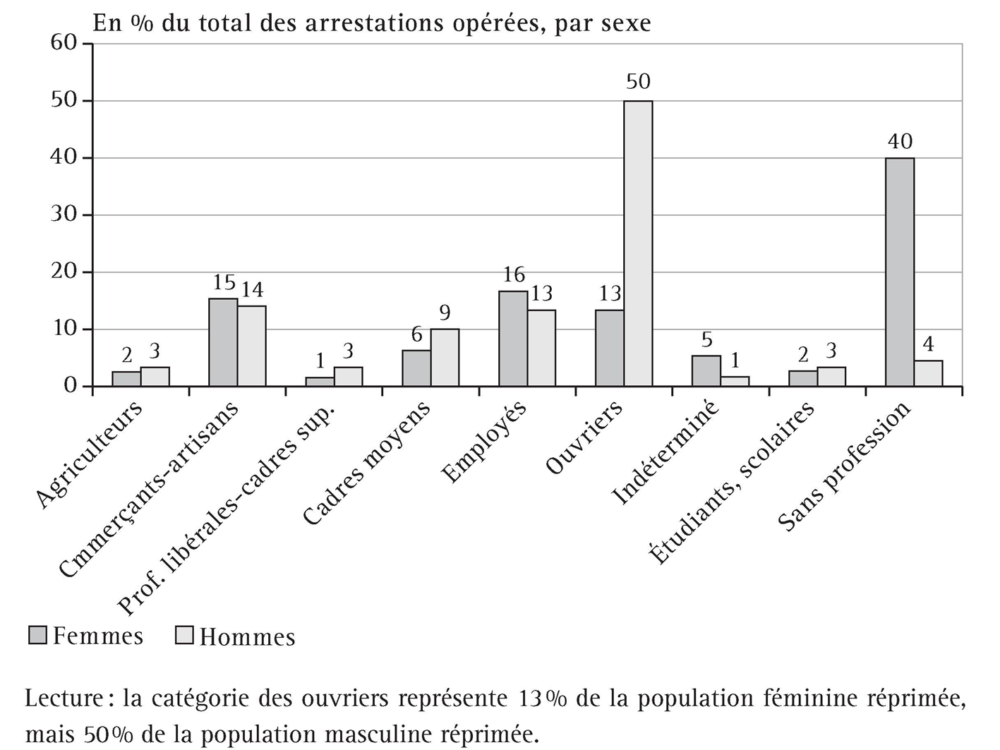 En % du total des arrestations opérées, par sexe
60
50
40
30
20
10
0
2
3
15
14
1
3
6
9
16
13
13
50
5
1
2
3
40
4
Agriculteurs
Cmmerçants-artisans
Prof. libérales-cadres sup.
Cadres moyens
Employés
Ouvriers
Indéterminé
Étudiants, scolaires
Sans profession
Femmes
Hommes
Lecture : la catégorie des ouvriers représente 13 % de la population féminine réprimée,
mais 50 % de la population masculine réprimée.